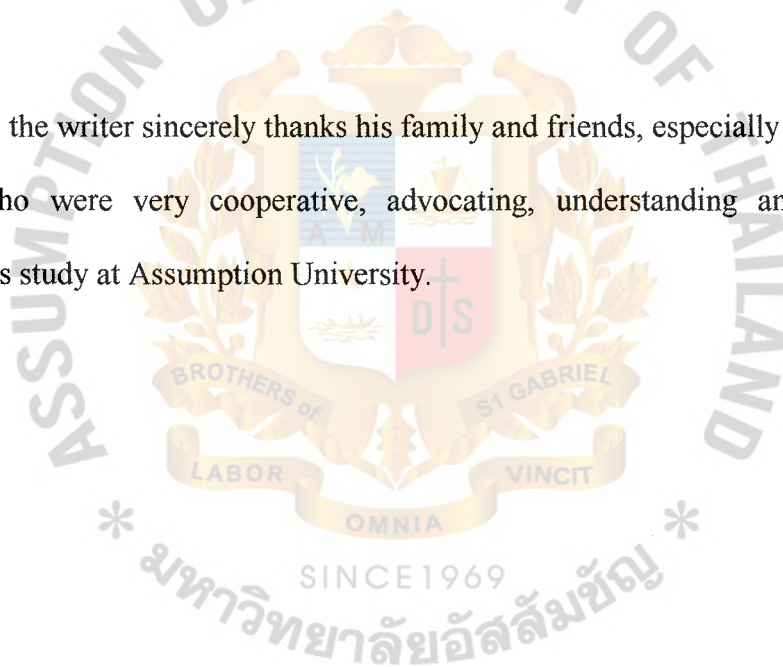 ASSUMPTION
OF
THAILAND
the writer sincerely thanks his family and friends, especially
ho were very cooperative, advocating, understanding an
s study at Assumption University.
A M
D S
BROTHERS of
S1 GABRIEL
LABOR
VINCIT
OMNIA
SINCE1969
* มหาวิทยาลัยอัสสัมชัญ *